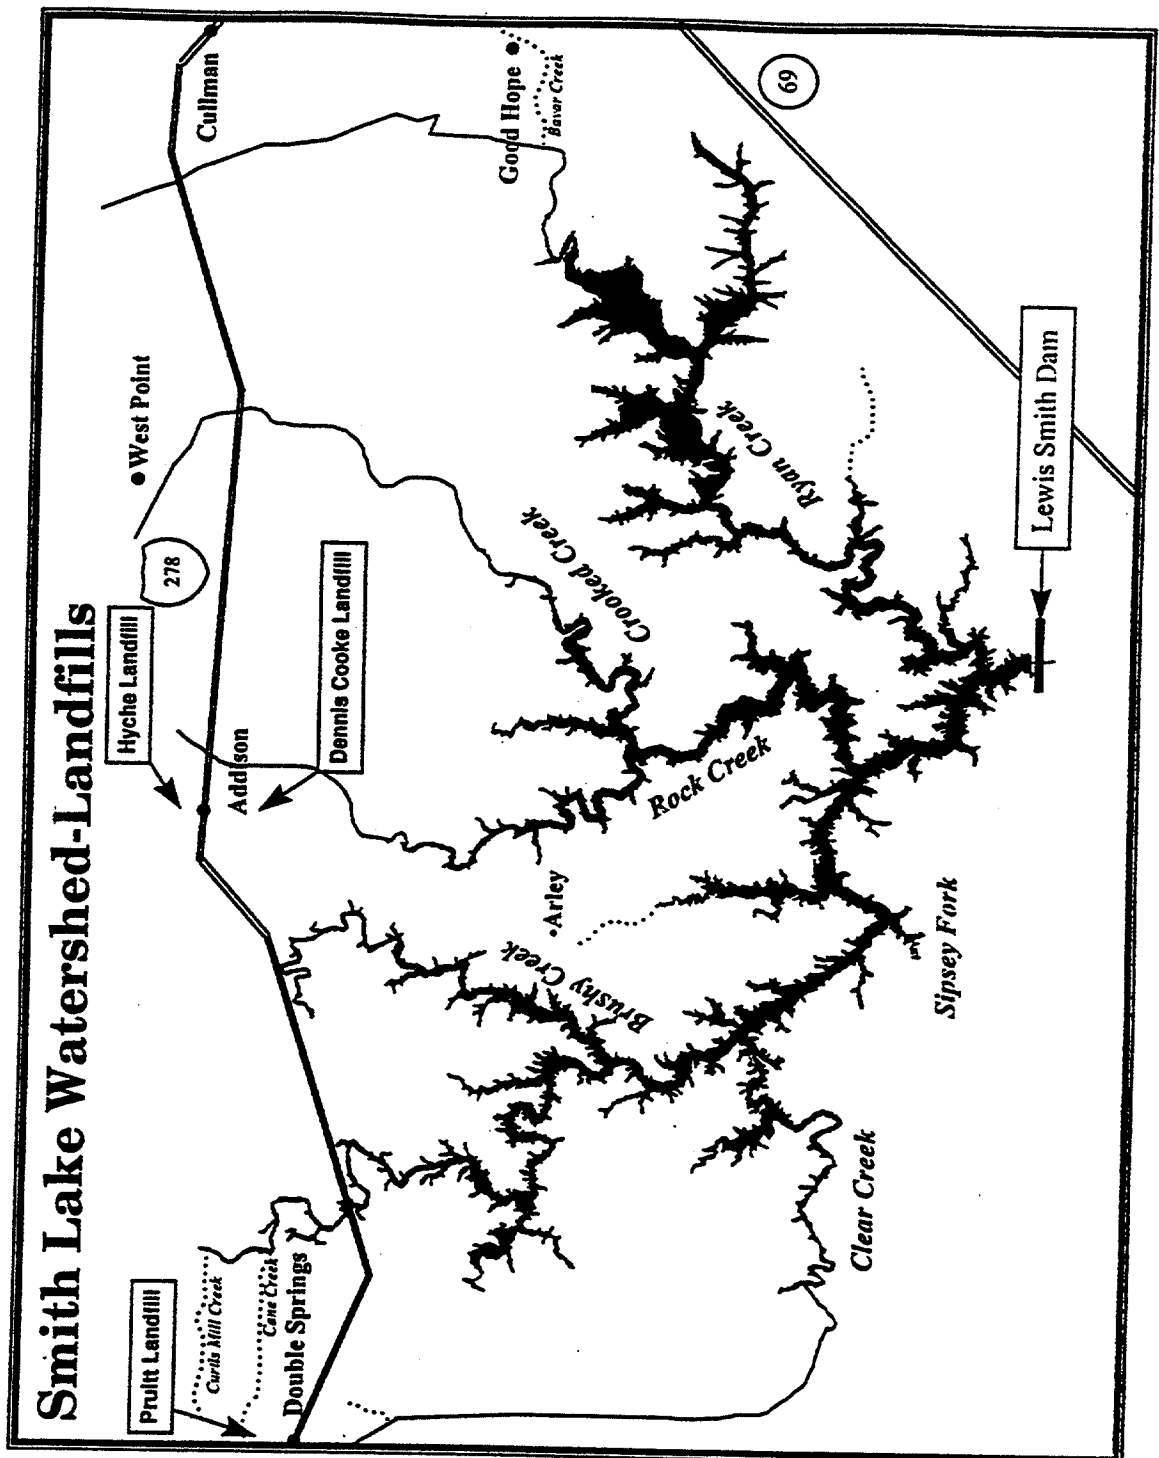 Smith Lake Watershed-Landfills
Pruitt Landfill
Hyche Landfill
278
West Point
Cullman
Curtis Mill Creek
Cane Creek
Double Springs
Addison
Dennis Cooke Landfill
Good Hope
Bavar Creek
69
Arley
Brushy Creek
Crooked Creek
Rock Creek
Ryan Creek
Clear Creek
Sipsey Fork
Lewis Smith Dam